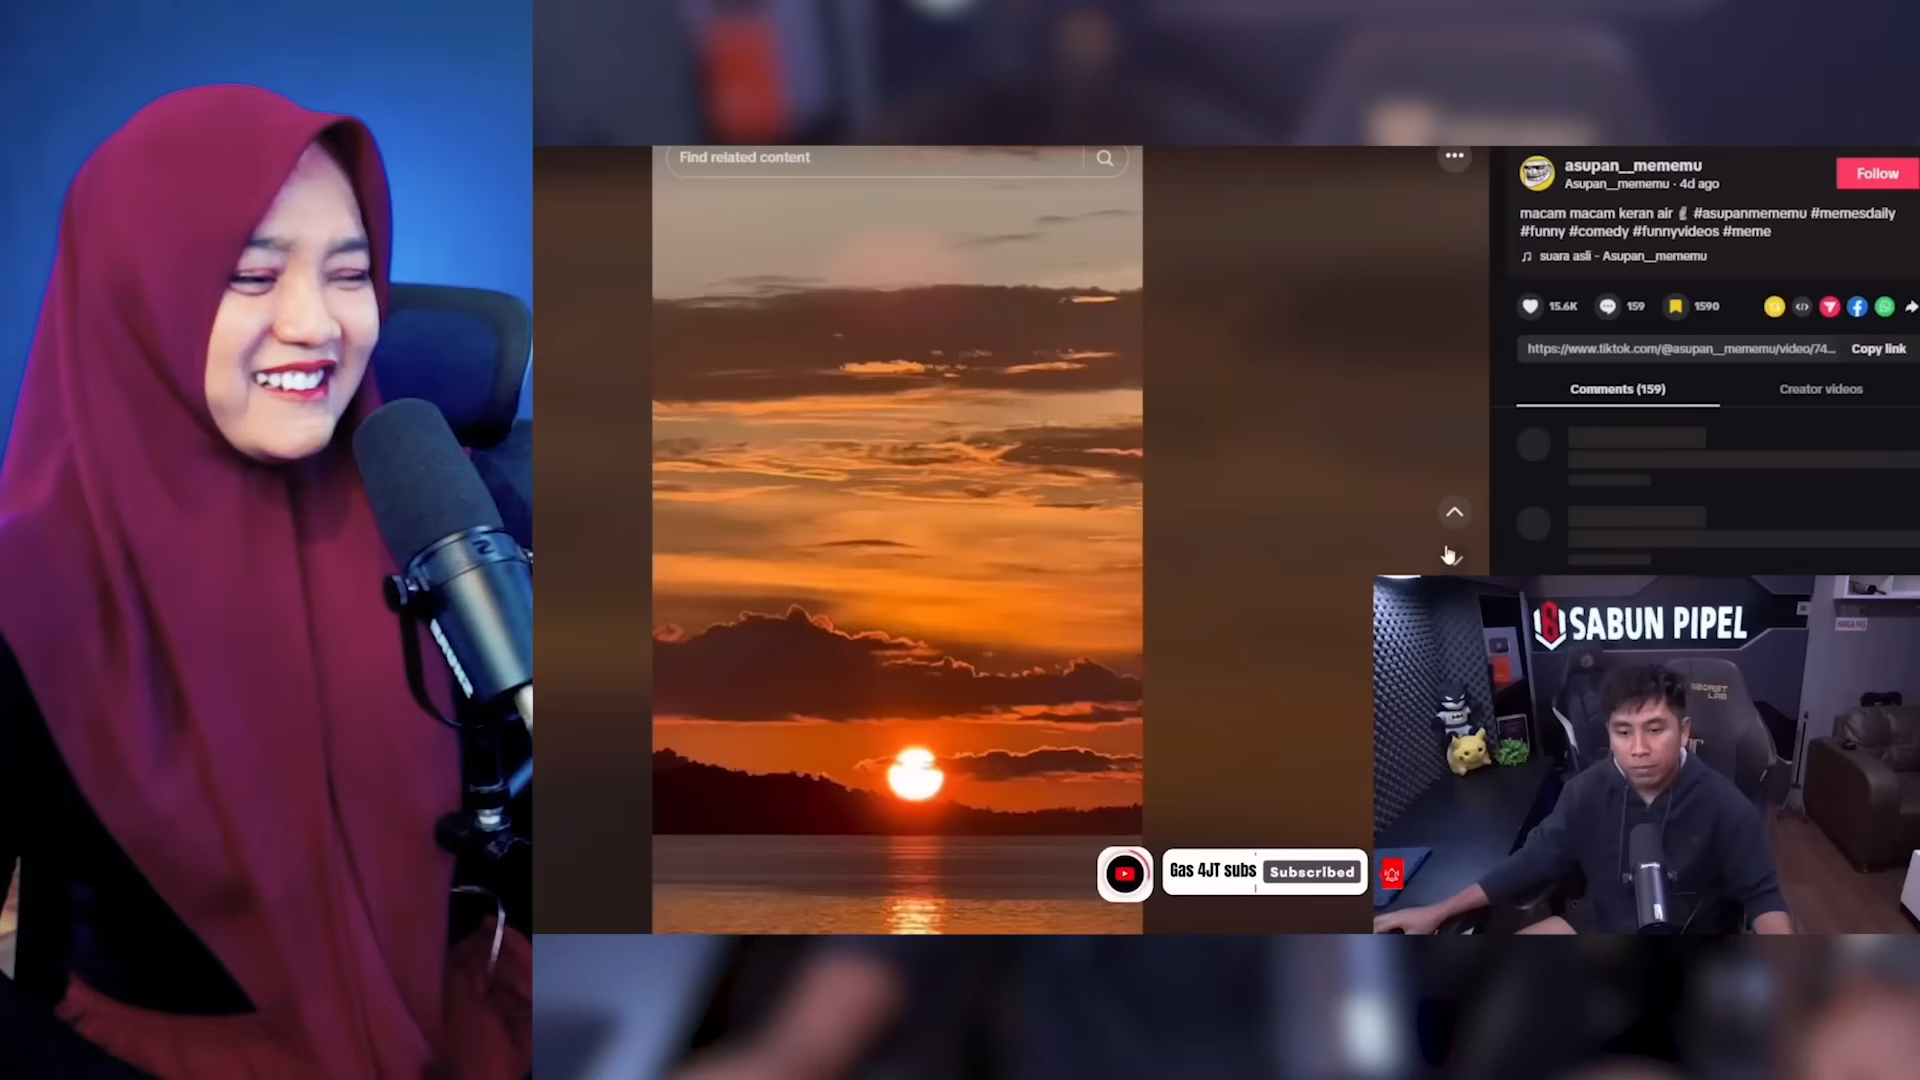 Find related content
asupan__mememu
Asupan__mememu · 4d ago
Follow
macam macam keran air #asupanmememu #memesdaily
#funny #comedy #funnyvideos #meme
suara asli - Asupan__mememu
15.6K
159
1590
https://www.tiktok.com/@asupan__mememu/video/74...
Copy link
Comments (159)
Creator videos
SABUN PIPEL
SECRET
LAB
Gas 4JT subs
Subscribed